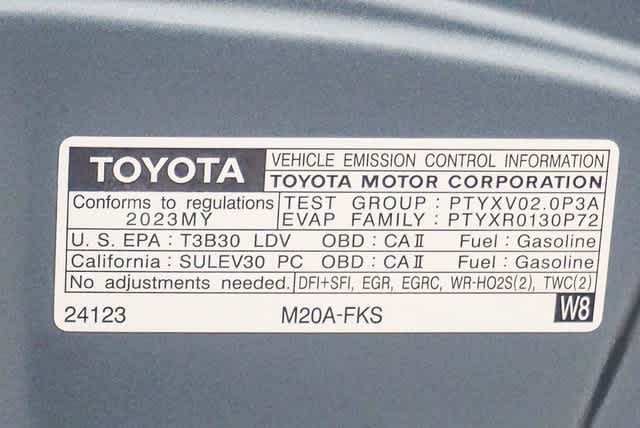 TOYOTA
VEHICLE EMISSION CONTROL INFORMATION
TOYOTA MOTOR CORPORATION
Conforms to regulations
2023MY
TEST GROUP : PTYXV02.0P3A
EVAP FAMILY : PTYXR0130P72
U. S. EPA : T3B30 LDV OBD : CAⅡ Fuel : Gasoline
California : SULEV30 PC OBD : CAⅡ Fuel : Gasoline
No adjustments needed. DFI+SFI, EGR, EGRC, WR-HO2S(2), TWC(2)
24123 M20A-FKS W8